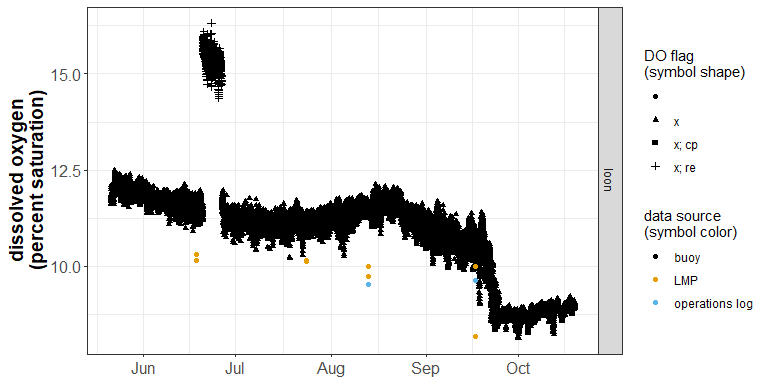 dissolved oxygen
(percent saturation)
15.0
12.5
10.0
Jun
Jul
Aug
Sep
Oct
loon
DO flag
(symbol shape)
x
x; cp
x; re
data source
(symbol color)
buoy
LMP
operations log